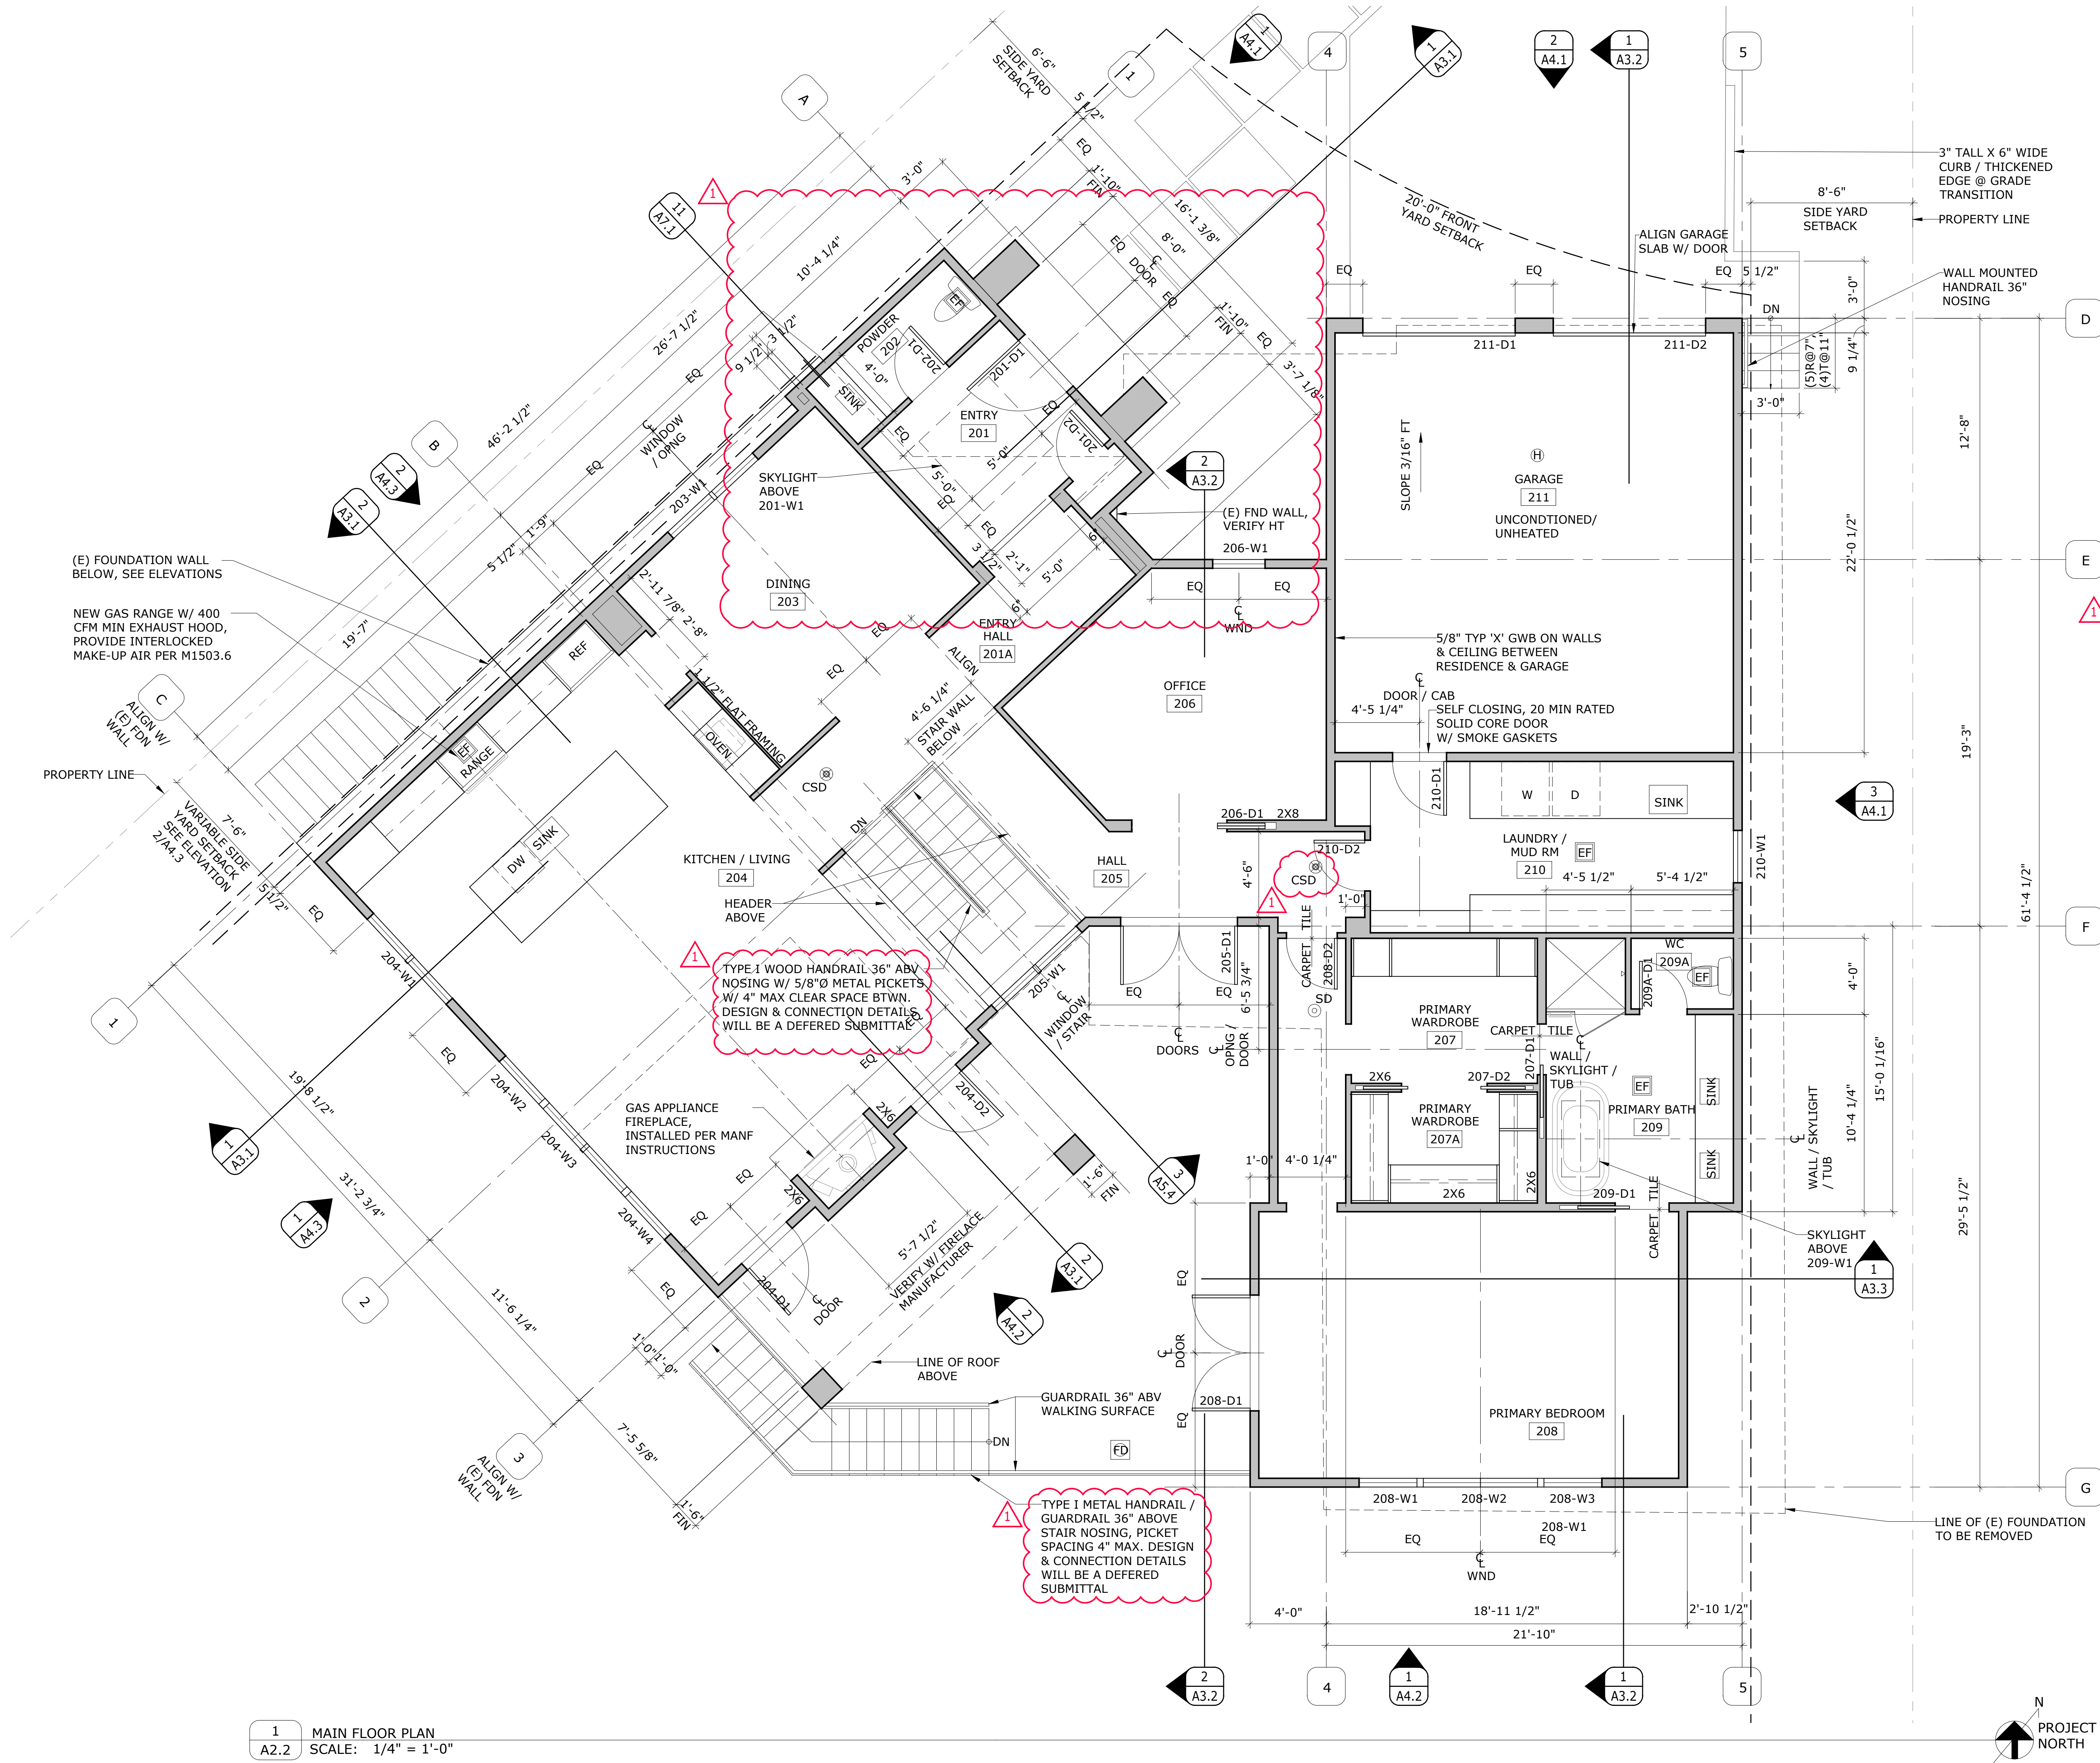 6'-6"
SIDE YARD
SETBACK
1
A4.1
1
A3.1
4
2
A4.1
1
A3.2
5
A
1
5 1/2"
EQ
1'-10"
FIN
3'-0"
16'-1 3/8"
8'-0"
EQ
DOOR
CL
EQ
1'-10"
FIN
EQ
3'-7 1/8"
20'-0" FRONT
YARD SETBACK
3" TALL X 6" WIDE
CURB / THICKENED
EDGE @ GRADE
TRANSITION
8'-6"
SIDE YARD
SETBACK
PROPERTY LINE
ALIGN GARAGE
SLAB W/ DOOR
WALL MOUNTED
HANDRAIL 36"
NOSING
EQ
EQ
EQ
5 1/2"
3'-0"
DN
D
1
11
A7.1
10'-4 1/4"
26'-7 1/2"
46'-2 1/2"
3 1/2"
9 1/2"
EQ
CL
WINDOW
/ OPNG
EQ
POWDER
202
EF
202-D1
4'-0"
SINK
201-D1
ENTRY
201
201-D2
EQ
EQ
5'-0"
5'-0"
EQ
SKYLIGHT
ABOVE
201-W1
211-D1
211-D2
(5)R@7"
(4)T@11"
9 1/4"
3'-0"
12'-8"
SLOPE 3/16" FT
H
GARAGE
211
UNCONDTIONED/
UNHEATED
2
A3.2
(E) FND WALL,
VERIFY HT
206-W1
22'-0 1/2"
E
1
B
2
A4.3
2
A3.1
203-W1
1'-9"
5 1/2"
(E) FOUNDATION WALL
BELOW, SEE ELEVATIONS
NEW GAS RANGE W/ 400
CFM MIN EXHAUST HOOD,
PROVIDE INTERLOCKED
MAKE-UP AIR PER M1503.6
19'-7"
DINING
203
EQ
3 1/2"
2'-1"
5'-0"
6"
6"
EQ
EQ
CL
WND
ENTRY
HALL
201A
2'-11 7/8"
2'-8"
REF
EQ
EQ
ALIGN
4'-6 1/4"
STAIR WALL
BELOW
1 1/2" FLAT FRAMING
OVEN
CSD
OFFICE
206
5/8" TYP 'X' GWB ON WALLS
& CEILING BETWEEN
RESIDENCE & GARAGE
CL
DOOR / CAB
4'-5 1/4"
SELF CLOSING, 20 MIN RATED
SOLID CORE DOOR
W/ SMOKE GASKETS
19'-3"
C
ALIGN W/
(E) FDN
WALL
EF
RANGE
PROPERTY LINE
7'-6"
VARIABLE SIDE
YARD SETBACK
SEE ELEVATION
2/A4.3
5 1/2"
EQ
DW
SINK
KITCHEN / LIVING
204
DN
HEADER
ABOVE
HALL
205
206-D1
2X8
210-D1
W
D
SINK
210-D2
LAUNDRY /
MUD RM
210
EF
210-W1
3
A4.1
61'-4 1/2"
4'-6"
CSD
1
1'-0"
4'-5 1/2"
5'-4 1/2"
F
1
204-W1
EQ
204-W2
204-W3
204-W4
1
TYPE I WOOD HANDRAIL 36" ABV
NOSING W/ 5/8"Ø METAL PICKETS
W/ 4" MAX CLEAR SPACE BTWN.
DESIGN & CONNECTION DETAILS
WILL BE A DEFERED SUBMITTAL
EQ
EQ
205-W1
CL
WINDOW
/ STAIR
205-D1
EQ
EQ
CL
DOORS
6'-5 3/4"
CL
OPNG /
DOOR
CARPET
TILE
208-D2
SD
WC
209A
209A-D1
EF
4'-0"
PRIMARY
WARDROBE
207
CARPET
TILE
CL
WALL /
SKYLIGHT /
TUB
207-D1
2X6
207-D2
PRIMARY
WARDROBE
207A
2X6
2X6
EF
PRIMARY BATH
209
SINK
SINK
209-D1
CARPET
TILE
CL
WALL / SKYLIGHT
/ TUB
10'-4 1/4"
15'-0 1/16"
29'-5 1/2"
SKYLIGHT
ABOVE
209-W1
1
A3.3
1'-0"
4'-0 1/4"
19'-8 1/2"
31'-2 3/4"
1
A3.1
1
A4.3
GAS APPLIANCE
FIREPLACE,
INSTALLED PER MANF
INSTRUCTIONS
2X6
2X6
204-D2
EQ
EQ
EQ
1'-6"
FIN
3
A5.4
5'-7 1/2"
VERIFY W/ FIRELACE
MANUFACTURER
2
A3.1
2
A4.2
204-D1
CL
DOOR
2
11'-6 1/4"
1'-0"
1'-0"
LINE OF ROOF
ABOVE
GUARDRAIL 36" ABV
WALKING SURFACE
DN
FD
EQ
CL
DOOR
EQ
208-D1
PRIMARY BEDROOM
208
3
ALIGN W/
(E) FDN
WALL
7'-5 5/8"
1'-6"
FIN
1
TYPE I METAL HANDRAIL /
GUARDRAIL 36" ABOVE
STAIR NOSING, PICKET
SPACING 4" MAX. DESIGN
& CONNECTION DETAILS
WILL BE A DEFERED
SUBMITTAL
208-W1
208-W2
208-W3
208-W1
EQ
EQ
CL
WND
G
LINE OF (E) FOUNDATION
TO BE REMOVED
4'-0"
18'-11 1/2"
2'-10 1/2"
21'-10"
2
A3.2
4
1
A4.2
1
A3.2
5
1
A2.2
MAIN FLOOR PLAN
SCALE: 1/4" = 1'-0"
N
PROJECT
NORTH